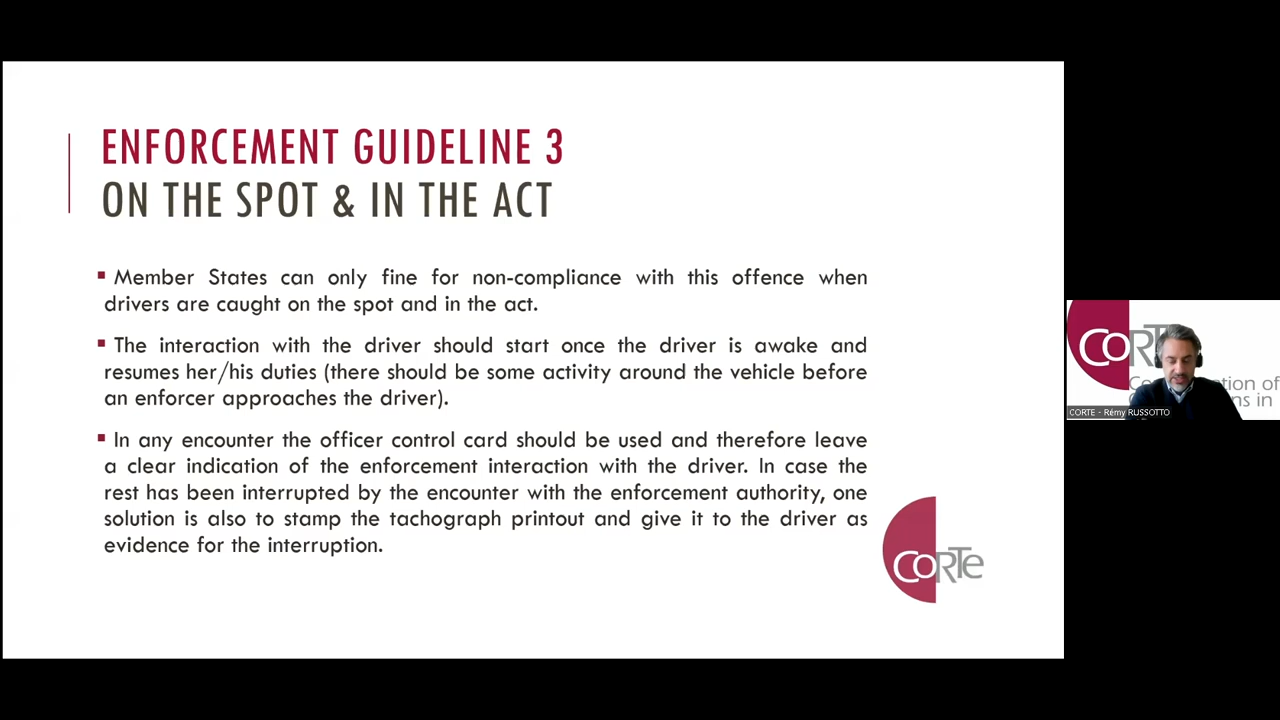 ENFORCEMENT GUIDELINE 3
ON THE SPOT & IN THE ACT
▪ Member States can only fine for non-compliance with this offence when
drivers are caught on the spot and in the act.
▪ The interaction with the driver should start once the driver is awake and
resumes her/his duties (there should be some activity around the vehicle before
an enforcer approaches the driver).
▪ In any encounter the officer control card should be used and therefore leave
a clear indication of the enforcement interaction with the driver. In case the
rest has been interrupted by the encounter with the enforcement authority, one
solution is also to stamp the tachograph printout and give it to the driver as
evidence for the interruption.
CORTe
CORT
tion of
ns in
CORTE - Rémy RUSSOTTO